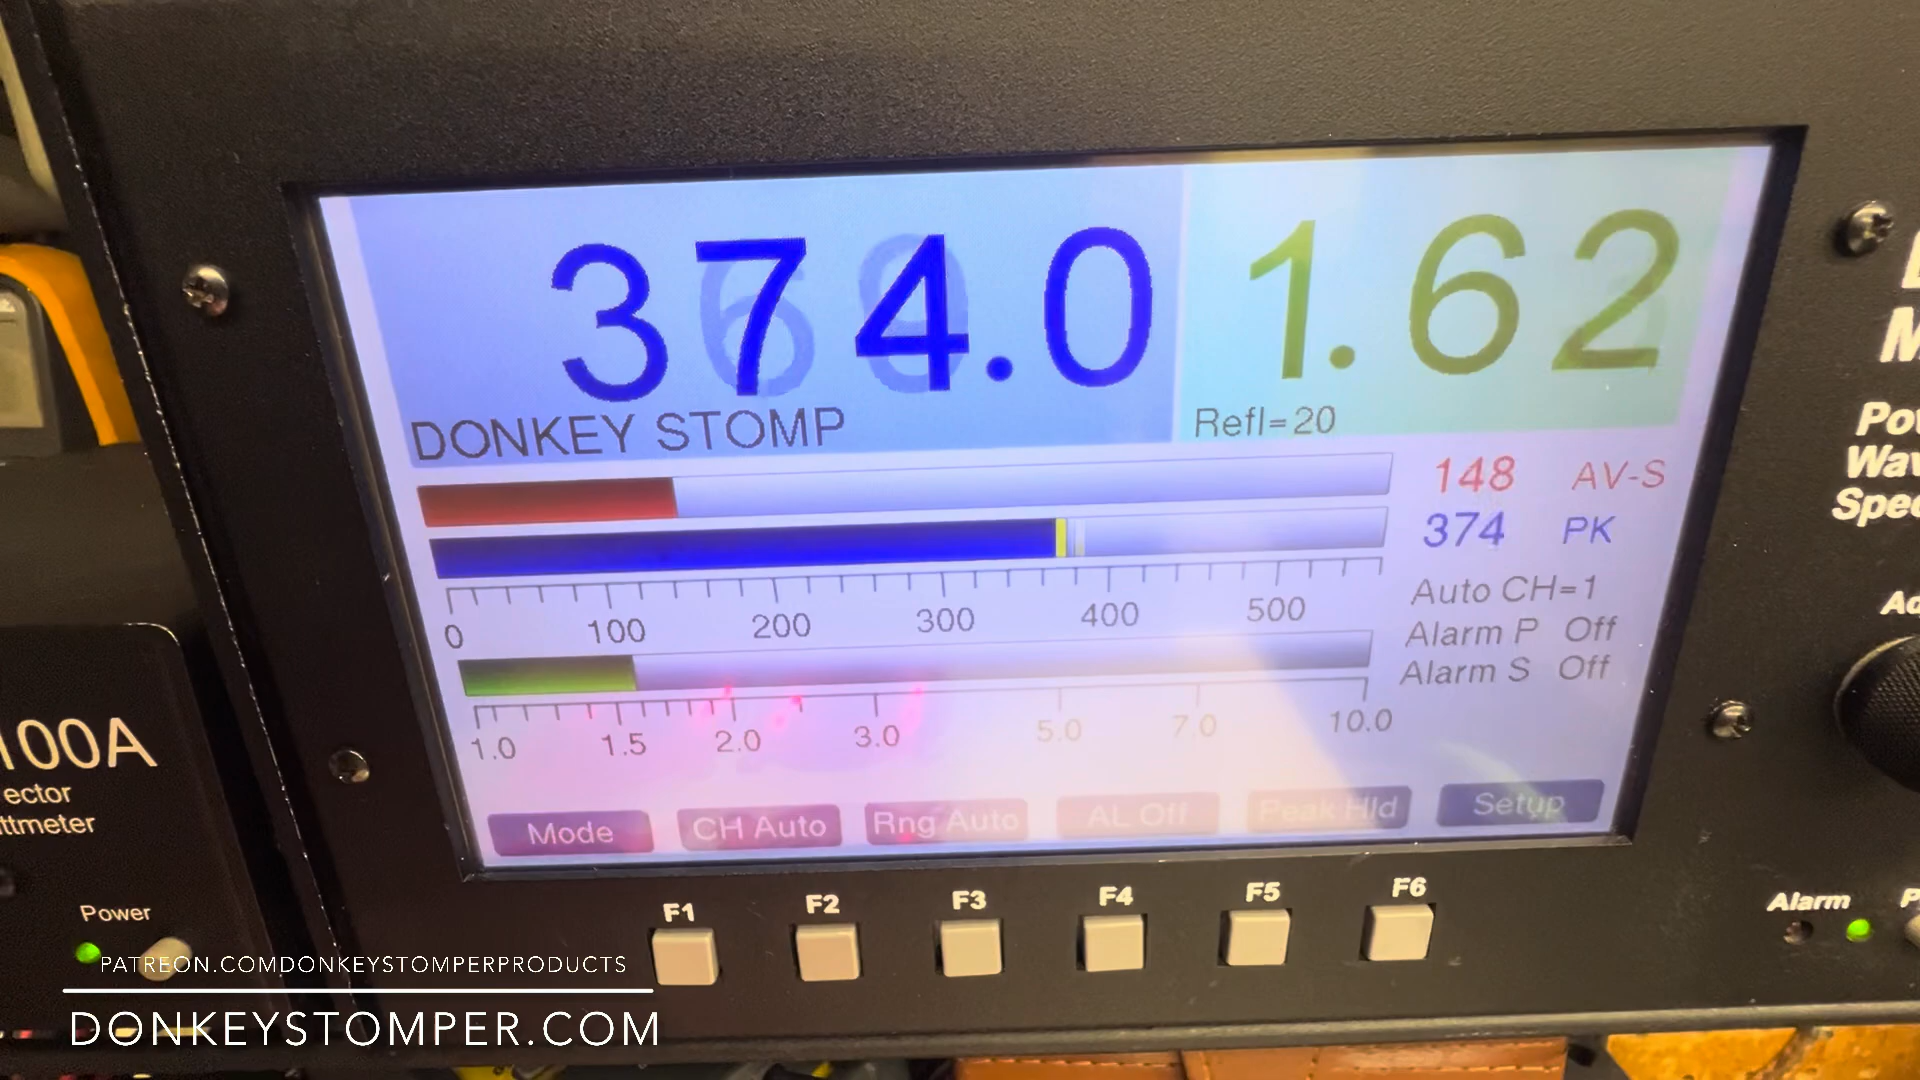 374.0
1.62
DONKEY STOMP
Refl=20
148 AV-S
374 PK
0 100 200 300 400 500
Auto CH=1
Alarm P Off
Alarm S Off
1.0 1.5 2.0 3.0 5.0 7.0 10.0
Mode CH Auto Rng Auto AL Off Peak Hld Setup
F1 F2 F3 F4 F5 F6
100A
ector
ttmeter
Power
Alarm
PATREON.COMDONKEYSTOMPERPRODUCTS
DONKEYSTOMPER.COM